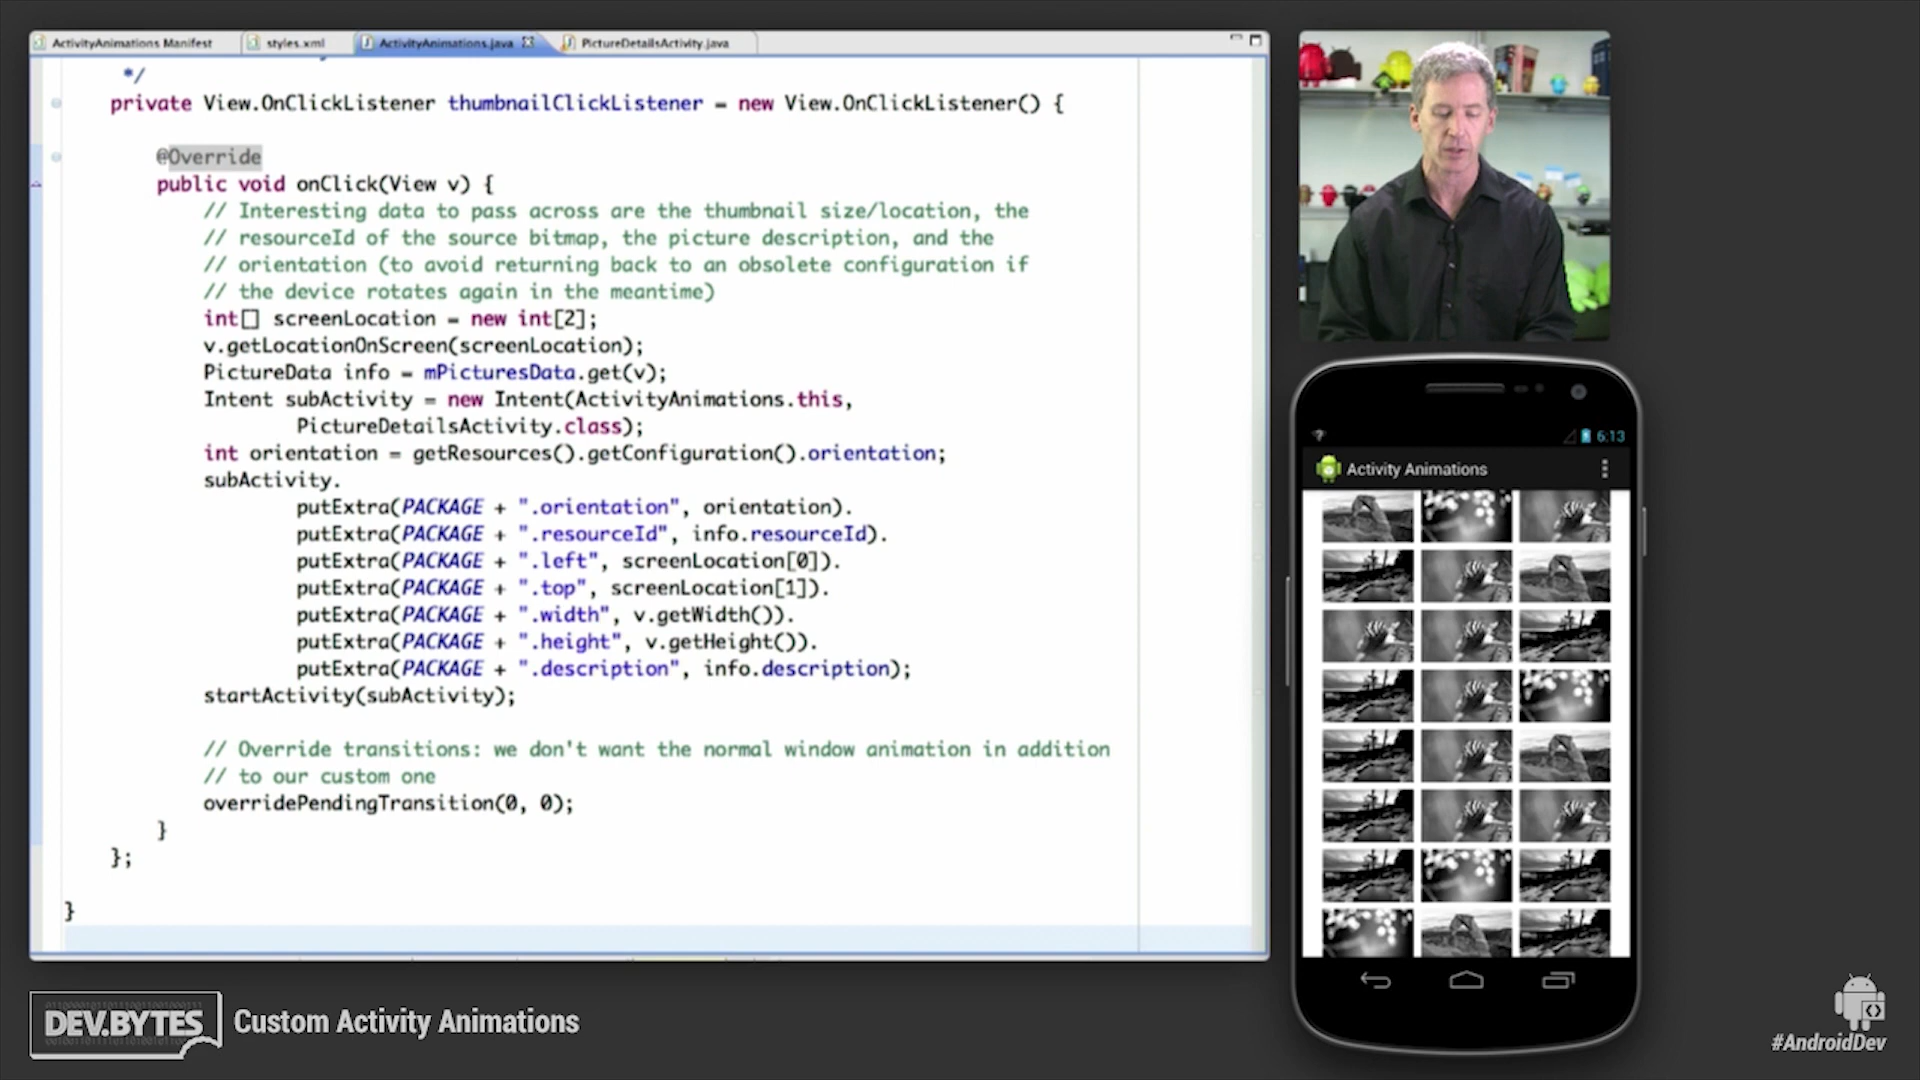 ActivityAnimations Manifest
styles.xml
ActivityAnimations.java
PictureDetailsActivity.java
*/
private View.OnClickListener thumbnailClickListener = new View.OnClickListener() {
@Override
public void onClick(View v) {
// Interesting data to pass across are the thumbnail size/location, the
// resourceId of the source bitmap, the picture description, and the
// orientation (to avoid returning back to an obsolete configuration if
// the device rotates again in the meantime)
int[] screenLocation = new int[2];
v.getLocationOnScreen(screenLocation);
PictureData info = mPicturesData.get(v);
Intent subActivity = new Intent(ActivityAnimations.this,
PictureDetailsActivity.class);
int orientation = getResources().getConfiguration().orientation;
subActivity.
putExtra(PACKAGE + ".orientation", orientation).
putExtra(PACKAGE + ".resourceId", info.resourceId).
putExtra(PACKAGE + ".left", screenLocation[0]).
putExtra(PACKAGE + ".top", screenLocation[1]).
putExtra(PACKAGE + ".width", v.getWidth()).
putExtra(PACKAGE + ".height", v.getHeight()).
putExtra(PACKAGE + ".description", info.description);
startActivity(subActivity);
// Override transitions: we don't want the normal window animation in addition
// to our custom one
overridePendingTransition(0, 0);
}
};
}
6:13
Activity Animations
DEV.BYTES
Custom Activity Animations
#AndroidDev